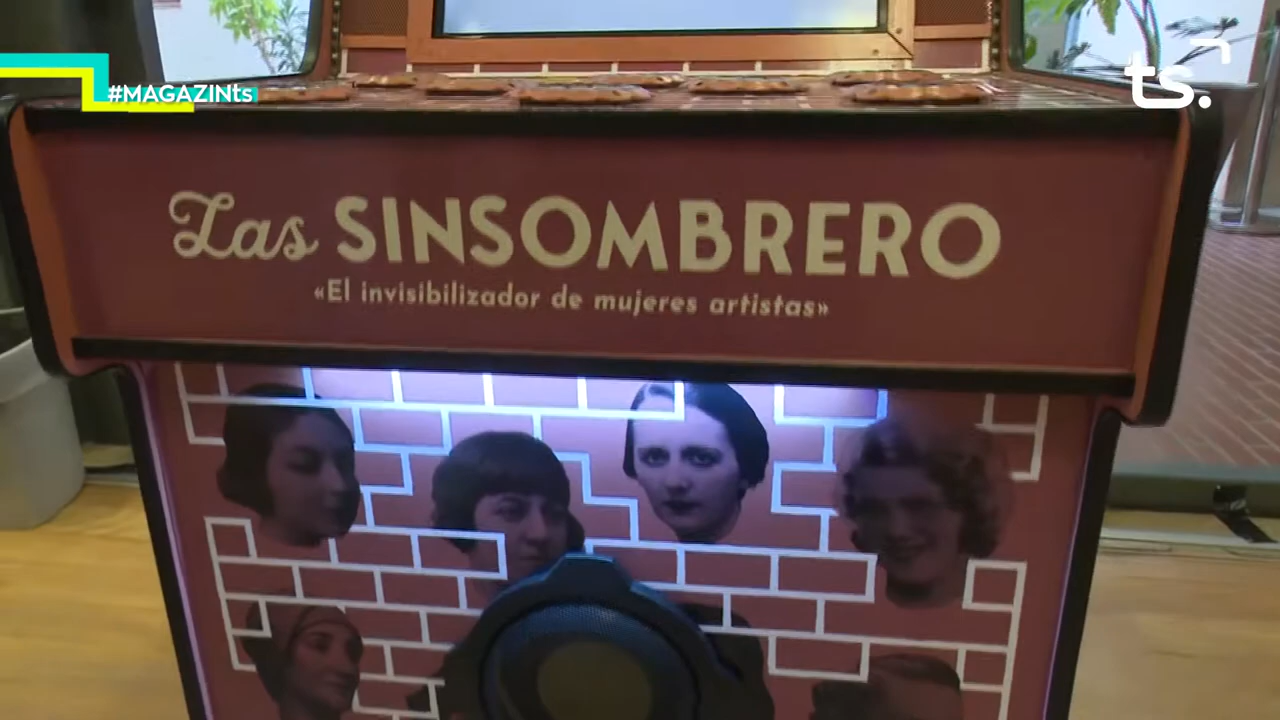 #MAGAZINts
ts.
Las SINSOMBRERO
«El invisibilizador de mujeres artistas»